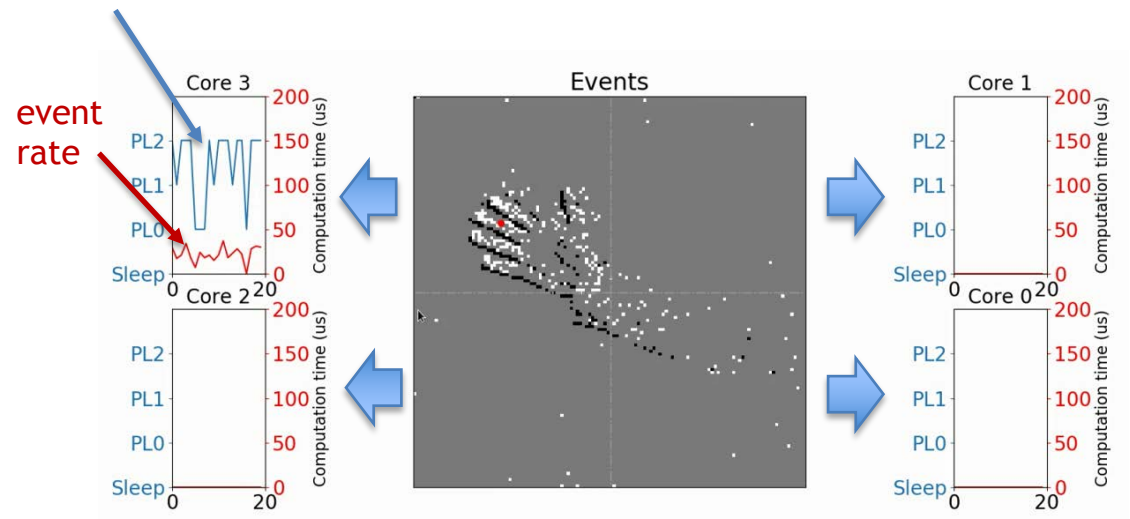 event
rate
Core 3
PL2
PL1
PL0
Sleep
200
150
100
50
0
Computation time (us)
0
20
Events
Core 1
PL2
PL1
PL0
Sleep
200
150
100
50
0
Computation time (us)
0
20
Core 2
PL2
PL1
PL0
Sleep
200
150
100
50
0
Computation time (us)
0
20
Core 0
PL2
PL1
PL0
Sleep
200
150
100
50
0
Computation time (us)
0
20